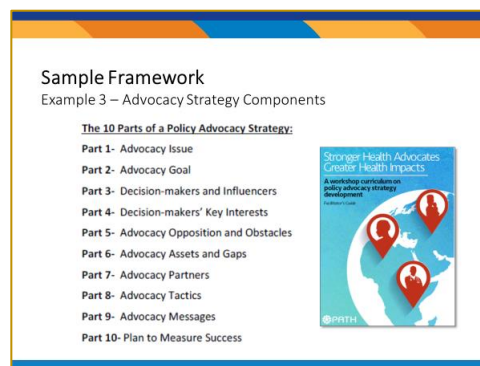 Sample Framework
Example 3 – Advocacy Strategy Components
The 10 Parts of a Policy Advocacy Strategy:
Part 1- Advocacy Issue
Part 2- Advocacy Goal
Part 3- Decision-makers and Influencers
Part 4- Decision-makers' Key Interests
Part 5- Advocacy Opposition and Obstacles
Part 6- Advocacy Assets and Gaps
Part 7- Advocacy Partners
Part 8- Advocacy Tactics
Part 9- Advocacy Messages
Part 10- Plan to Measure Success
Stronger Health Advocates
Greater Health Impacts
A workshop curriculum on
policy advocacy strategy
development
Facilitator's Guide
PATH